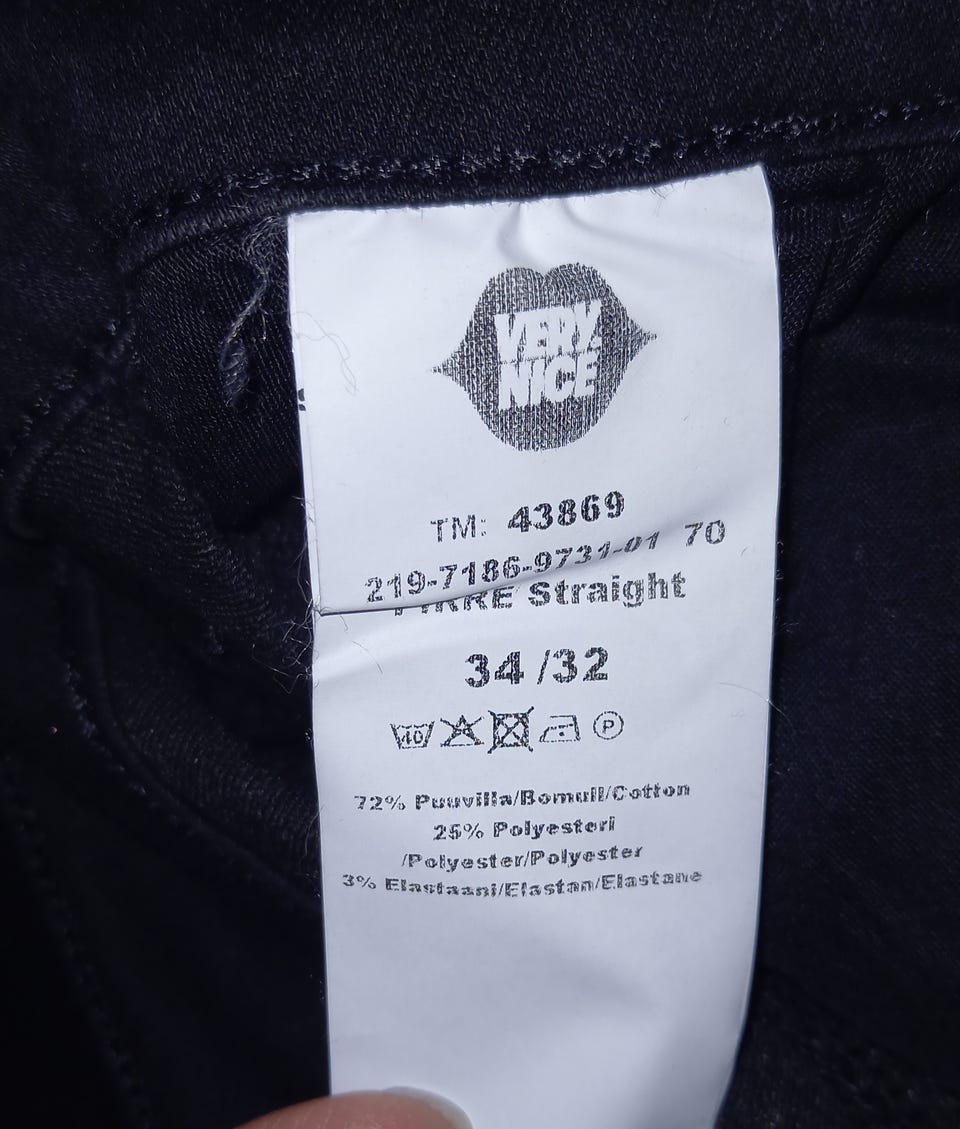 VERY.
NICE
TM: 43869
219-7186-9731-01 70
Straight
34/32
40
P
72% Puuvilla/Bomull/Cotton
25% Polyesteri
/Polyester/Polyester
3% Elastaani/Elastan/Elastane